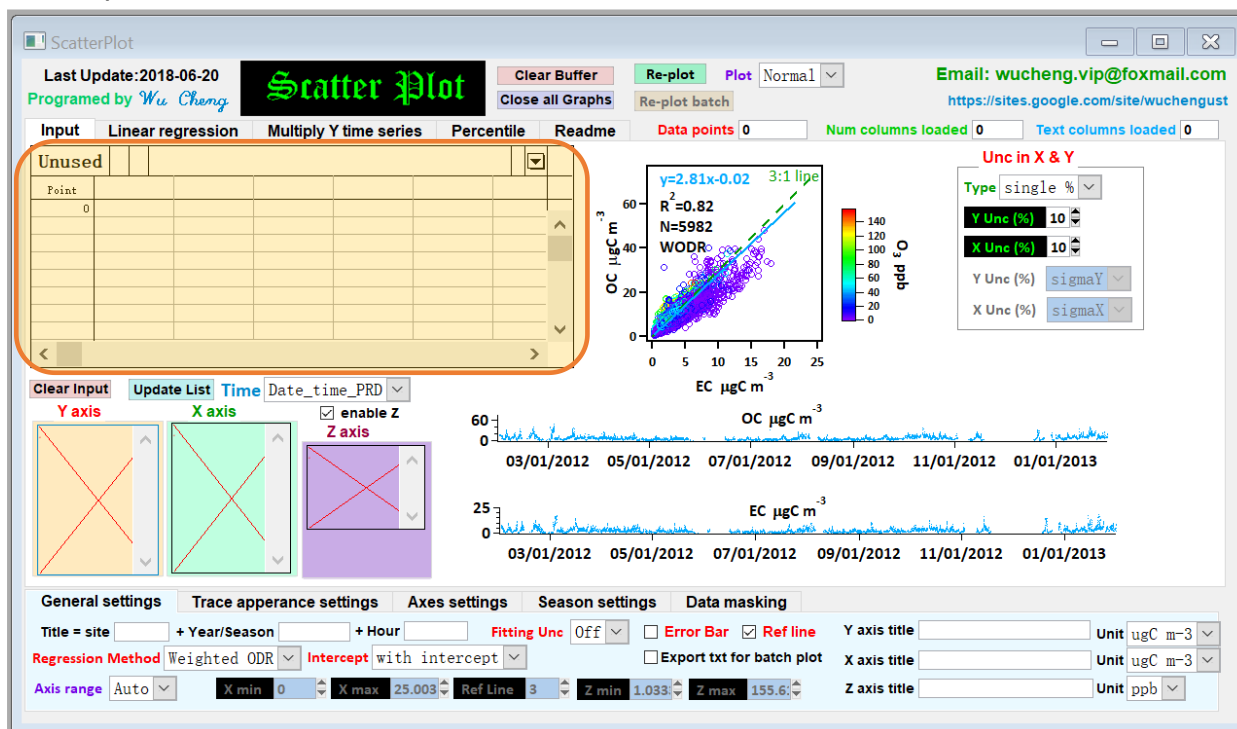 ScatterPlot
Last Update:2018-06-20
Programed by Wu Cheng
Scatter Plot
Clear Buffer
Close all Graphs
Re-plot Plot Normal
Re-plot batch
Email: wucheng.vip@foxmail.com
https://sites.google.com/site/wuchengust
Input Linear regression Multiply Y time series Percentile Readme
Data points 0 Num columns loaded 0 Text columns loaded 0
Unused
Point
0
y=2.81x-0.02 3:1 line
R²=0.82
N=5982
WODR
60
40
20
0
OC µgC m⁻³
0 5 10 15 20 25
EC µgC m⁻³
140
120
100
80
60
40
20
0
O₃ ppb
Unc in X & Y
Type single %
Y Unc (%) 10
X Unc (%) 10
Y Unc (%) sigmaY
X Unc (%) sigmaX
Clear Input Update List Time Date_time_PRD
Y axis X axis enable Z
Z axis
OC µgC m⁻³
60
0
03/01/2012 05/01/2012 07/01/2012 09/01/2012 11/01/2012 01/01/2013
EC µgC m⁻³
25
0
03/01/2012 05/01/2012 07/01/2012 09/01/2012 11/01/2012 01/01/2013
General settings Trace apperance settings Axes settings Season settings Data masking
Title = site + Year/Season + Hour Fitting Unc Off Error Bar Ref line Y axis title Unit ugC m-3
Regression Method Weighted ODR Intercept with intercept Export txt for batch plot X axis title Unit ugC m-3
Axis range Auto X min 0 X max 25.003 Ref Line 3 Z min 1.033 Z max 155.6 Z axis title Unit ppb